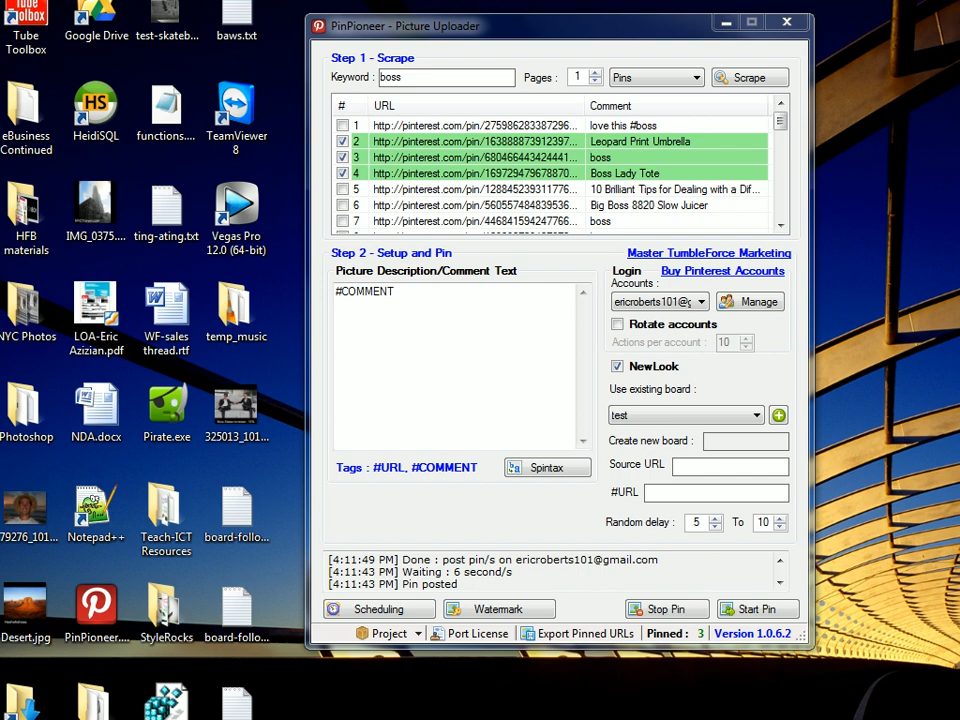 Tube
Toolbox
Google Drive
test-skateb...
baws.txt
eBusiness
Continued
HeidiSQL
functions....
TeamViewer
8
HFB
materials
IMG_0375....
ting-ating.txt
Vegas Pro
12.0 (64-bit)
NYC Photos
LOA-Eric
Azizian.pdf
WF-sales
thread.rtf
temp_music
Photoshop
NDA.docx
Pirate.exe
325013_101...
79276_101...
Notepad++
Teach-ICT
Resources
board-follo...
Desert.jpg
PinPioneer....
StyleRocks
board-follo...
PinPioneer - Picture Uploader
Step 1 - Scrape
Keyword : boss Pages : 1 Pins Scrape
# URL Comment
1 http://pinterest.com/pin/275986283387296... love this #boss
2 http://pinterest.com/pin/163888873912397... Leopard Print Umbrella
3 http://pinterest.com/pin/680466443424441... boss
4 http://pinterest.com/pin/169729479678870... Boss Lady Tote
5 http://pinterest.com/pin/128845239311776... 10 Brilliant Tips for Dealing with a Dif...
6 http://pinterest.com/pin/560557484839536... Big Boss 8820 Slow Juicer
7 http://pinterest.com/pin/446841594247766... boss
Step 2 - Setup and Pin
Master TumbleForce Marketing
Picture Description/Comment Text
#COMMENT
Tags : #URL, #COMMENT
Spintax
Login
Buy Pinterest Accounts
Accounts :
ericroberts101@g Manage
Rotate accounts
Actions per account : 10
NewLook
Use existing board :
test
Create new board :
Source URL
#URL
Random delay : 5 To 10
[4:11:49 PM] Done : post pin/s on ericroberts101@gmail.com
[4:11:43 PM] Waiting : 6 second/s
[4:11:43 PM] Pin posted
Scheduling Watermark Stop Pin Start Pin
Project Port License Export Pinned URLs Pinned : 3 Version 1.0.6.2